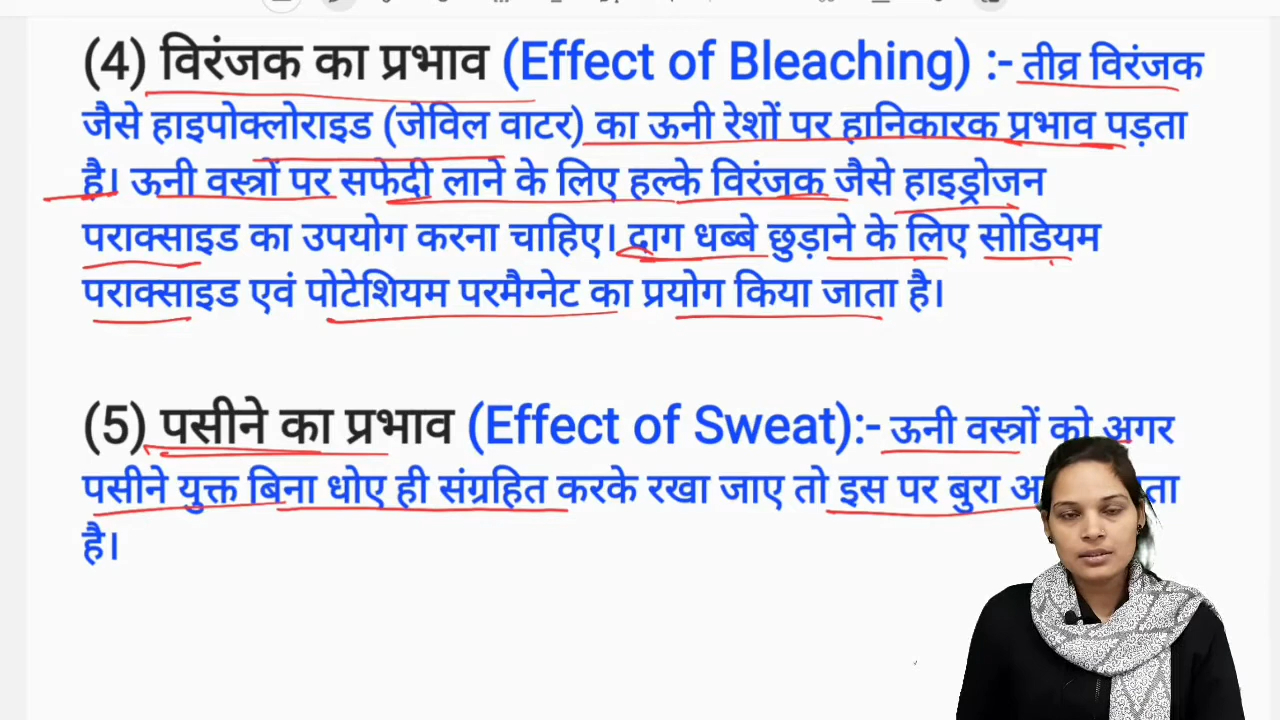 (4) विरंजक का प्रभाव (Effect of Bleaching) :- तीव्र विरंजक
जैसे हाइपोक्लोराइड (जेविल वाटर) का ऊनी रेशों पर हानिकारक प्रभाव पड़ता
है। ऊनी वस्त्रों पर सफेदी लाने के लिए हल्के विरंजक जैसे हाइड्रोजन
पराक्साइड का उपयोग करना चाहिए। दाग धब्बे छुड़ाने के लिए सोडियम
पराक्साइड एवं पोटेशियम परमैग्नेट का प्रयोग किया जाता है।
(5) पसीने का प्रभाव (Effect of Sweat):- ऊनी वस्त्रों को अगर
पसीने युक्त बिना धोए ही संग्रहित करके रखा जाए तो इस पर बुरा
है।